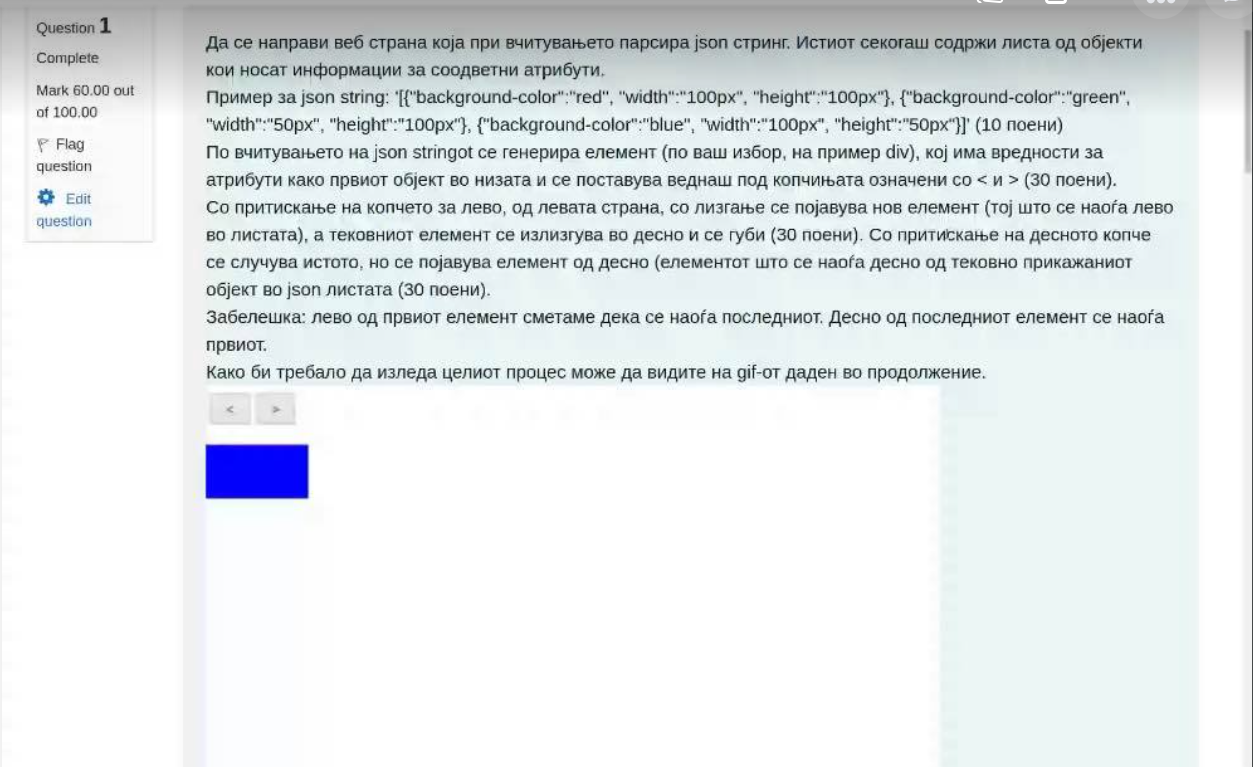 Question 1
Complete
Mark 60.00 out
of 100.00
Flag
question
Edit
question
Да се направи веб страна која при вчитувањето парсира json стринг. Истиот секогаш содржи листа од објекти
кои носат информации за соодветни атрибути.
Пример за json string: '[{"background-color":"red", "width":"100px", "height":"100px"}, {"background-color":"green",
"width":"50px", "height":"100px"}, {"background-color":"blue", "width":"100px", "height":"50px"}]' (10 поени)
По вчитувањето на json stringot се генерира елемент (по ваш избор, на пример div), кој има вредности за
атрибути како првиот објект во низата и се поставува веднаш под копчињата означени со < и > (30 поени).
Со притискање на копчето за лево, од левата страна, со лизгање се појавува нов елемент (тој што се наоѓа лево
во листата), а тековниот елемент се излизгува во десно и се губи (30 поени). Со притискање на десното копче
се случува истото, но се појавува елемент од десно (елементот што се наоѓа десно од тековно прикажаниот
објект во json листата (30 поени).
Забелешка: лево од првиот елемент сметаме дека се наоѓа последниот. Десно од последниот елемент се наоѓа
првиот.
Како би требало да изледа целиот процес може да видите на gif-от даден во продолжение.
< >